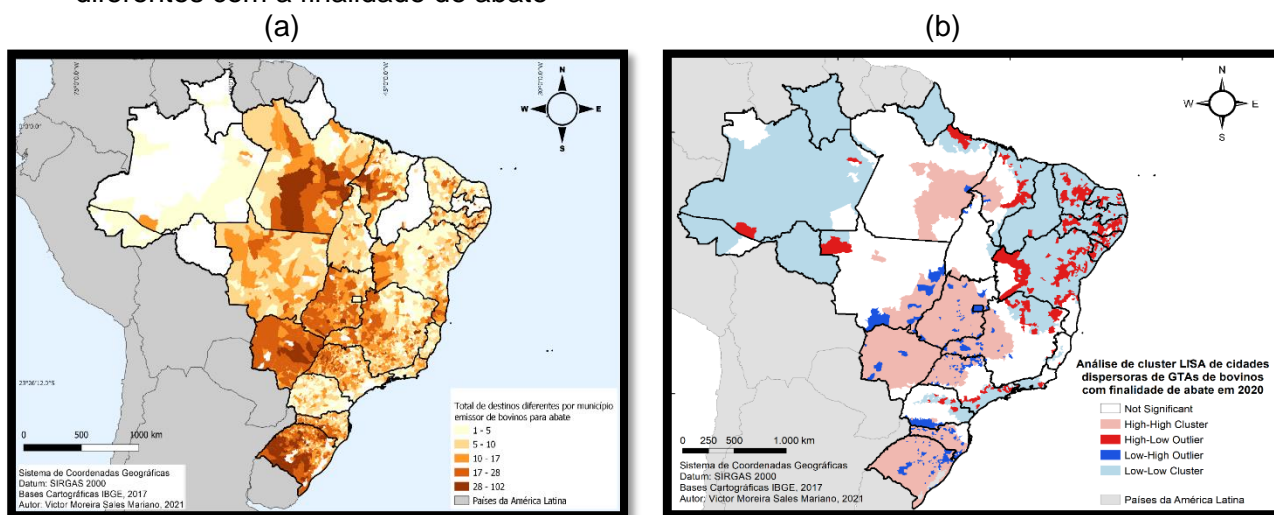 diferentes com a finalidade de abate
(a)
(b)
N
W
E
S
Total de destinos diferentes por município
emissor de bovinos para abate
1 - 5
5 - 10
10 - 17
17 - 28
28 - 102
Países da América Latina
0
500
1000 km
Sistema de Coordenadas Geográficas
Datum: SIRGAS 2000
Bases Cartográficas IBGE, 2017
Autor: Victor Moreira Sales Mariano, 2021
N
W
E
S
Análise de cluster LISA de cidades
dispersoras de GTAs de bovinos
com finalidade de abate em 2020
Not Significant
High-High Cluster
High-Low Outlier
Low-High Outlier
Low-Low Cluster
Países da América Latina
0 250 500 1.000 km
Sistema de Coordenadas Geográficas
Datum: SIRGAS 2000
Bases Cartográficas IBGE, 2017
Autor: Victor Moreira Sales Mariano, 2021